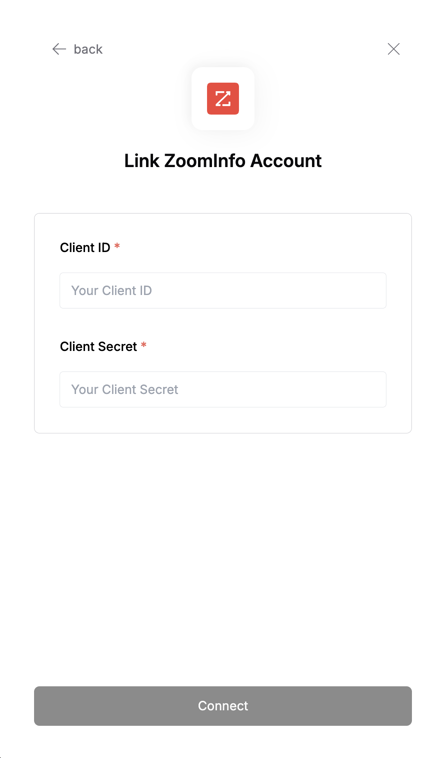 back
Link ZoomInfo Account
Client ID *
Your Client ID
Client Secret *
Your Client Secret
Connect